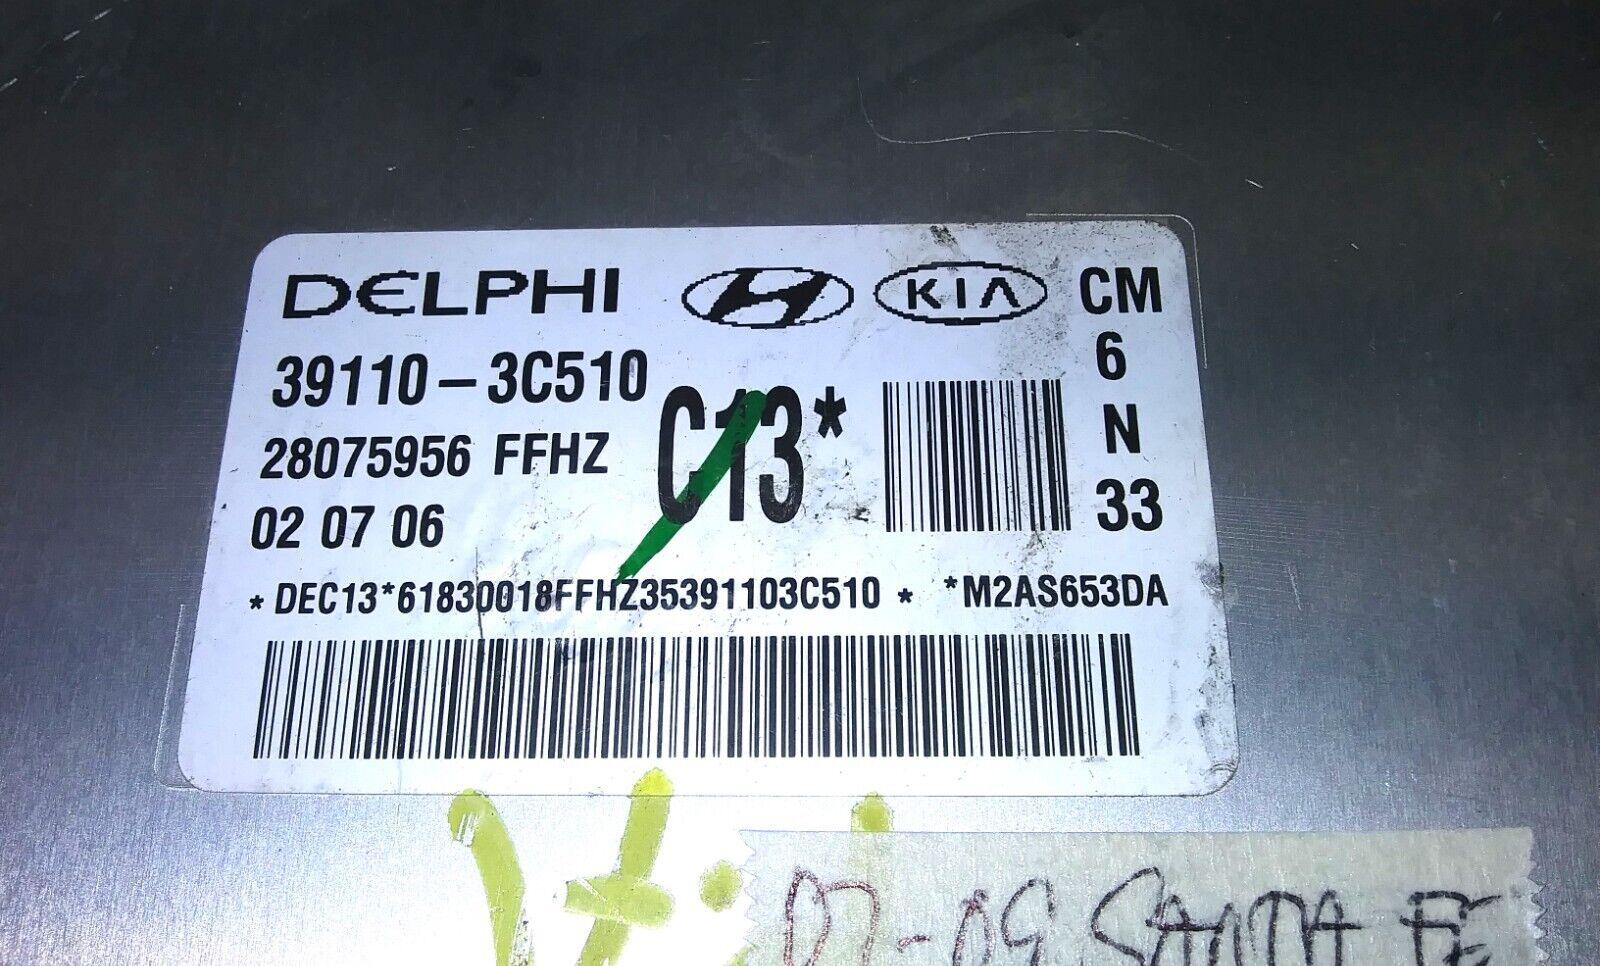 DELPHI KIA CM
39110-3C510 6
C13* N
28075956 FFHZ 33
02 07 06
*DEC13*61830018FFHZ35391103C510* *M2AS653DA
07-09 SANTA FE